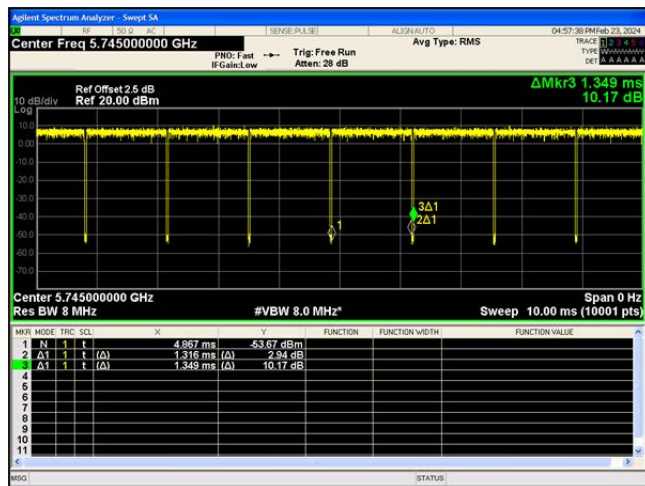 Agilent Spectrum Analyzer - Swept SA
RF 50 Ω AC SENSE:PULSE ALIGNAUTO 04:57:38 PM Feb 23, 2024
Center Freq 5.745000000 GHz Avg Type: RMS TRACE 1 2 3 4 5 6
PNO: Fast Trig: Free Run TYPE
IFGain:Low Atten: 28 dB DET A A A A A A
ΔMkr3 1.349 ms
10.17 dB
Ref Offset 2.5 dB
10 dB/div Ref 20.00 dBm
Log
10.0
0.00
-10.0
-20.0
-30.0
-40.0
-50.0
-60.0
-70.0
1
3Δ1
2Δ1
Center 5.745000000 GHz Span 0 Hz
Res BW 8 MHz #VBW 8.0 MHz* Sweep 10.00 ms (10001 pts)
MKR MODE TRC SCL X Y FUNCTION FUNCTION WIDTH FUNCTION VALUE
1 N 1 t 4.867 ms -53.67 dBm
2 Δ1 1 t (Δ) 1.316 ms (Δ) 2.94 dB
3 Δ1 1 t (Δ) 1.349 ms (Δ) 10.17 dB
4
5
6
7
8
9
10
11
MSG STATUS